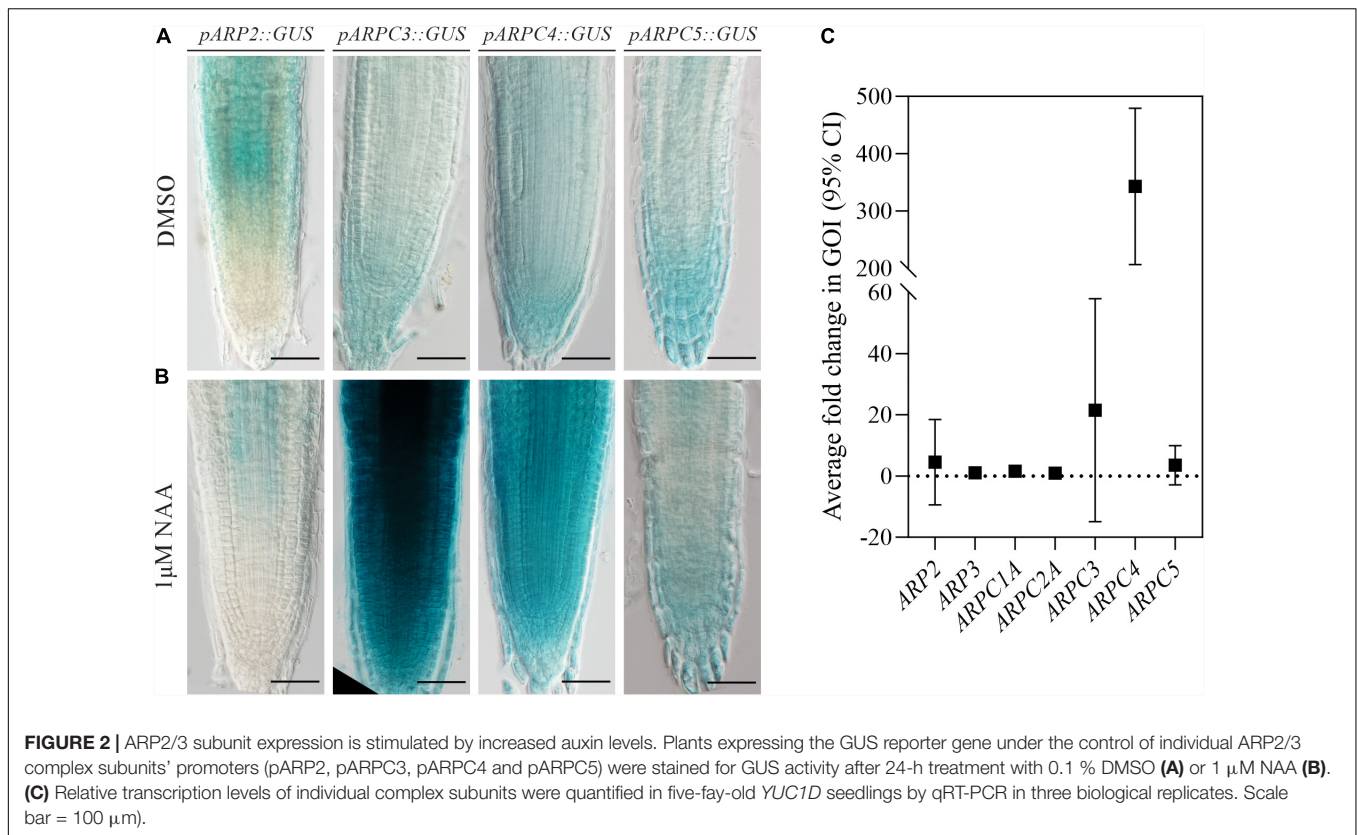 A
pARP2::GUS pARPC3::GUS pARPC4::GUS pARPC5::GUS
DMSO
B
1µM NAA
C
Average fold change in GOI (95% CI)
500
400
300
200
60
40
20
0
-20
ARP2 ARP3 ARPC1A ARPC2A ARPC3 ARPC4 ARPC5
FIGURE 2 | ARP2/3 subunit expression is stimulated by increased auxin levels. Plants expressing the GUS reporter gene under the control of individual ARP2/3
complex subunits' promoters (pARP2, pARPC3, pARPC4 and pARPC5) were stained for GUS activity after 24-h treatment with 0.1 % DMSO (A) or 1 µM NAA (B).
(C) Relative transcription levels of individual complex subunits were quantified in five-fay-old YUC1D seedlings by qRT-PCR in three biological replicates. Scale
bar = 100 µm).